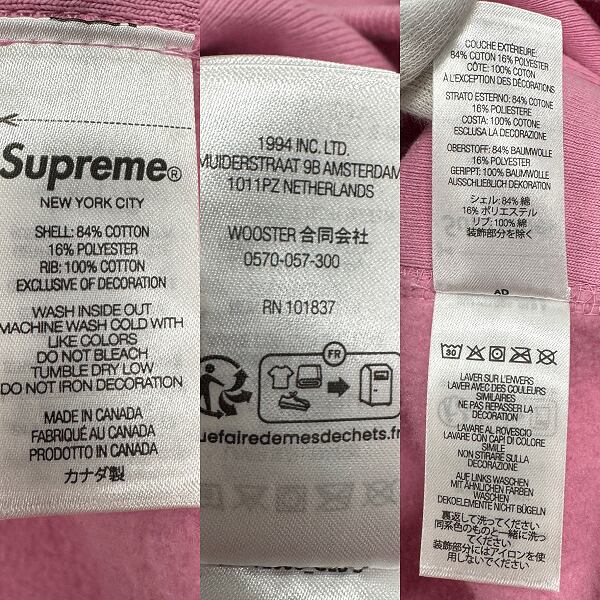 Supreme®
NEW YORK CITY
SHELL: 84% COTTON
16% POLYESTER
RIB: 100% COTTON
EXCLUSIVE OF DECORATION
WASH INSIDE OUT
MACHINE WASH COLD WITH
LIKE COLORS
DO NOT BLEACH
TUMBLE DRY LOW
DO NOT IRON DECORATION
MADE IN CANADA
FABRIQUÉ AU CANADA
PRODOTTO IN CANADA
カナダ製
1994 INC. LTD.
MUIDERSTRAAT 9B AMSTERDAM
1011PZ NETHERLANDS
WOOSTER 合同会社
0570-057-300
RN 101837
FR
uefairedemesdechets.fr
COUCHE EXTÉRIEURE:
84% COTON 16% POLYESTER
CÔTE: 100% COTON
À L'EXCEPTION DES DÉCORATIONS
STRATO ESTERNO: 84% COTONE
16% POLIESTERE
COSTA: 100% COTONE
ESCLUSA LA DECORAZIONE
OBERSTOFF: 84% BAUMWOLLE
16% POLYESTER
GERIPPT: 100% BAUMWOLLE
AUSSCHLIEBLICH DEKORATION
シェル: 84% 綿
16% ポリエステル
リブ: 100% 綿
装飾部分を除く
AD
30
LAVER SUR L'ENVERS
LAVER AVEC DES COULEURS
SIMILAIRES
NE PAS REPASSER LA
DÉCORATION
LAVARE AL ROVESCIO
LAVARE CON CAPI DI COLORE
SIMILE
NON STIRARE SULLA
DECORAZIONE
AUF LINKS WASCHEN
MIT ÄHNLICHEN FARBEN
WASCHEN
DEKOELEMENTE NICHT BÜGELN
裏返して洗ってください
同系色のものと一緒に洗っ
てください
装飾部分にはアイロンを使
用しないでください